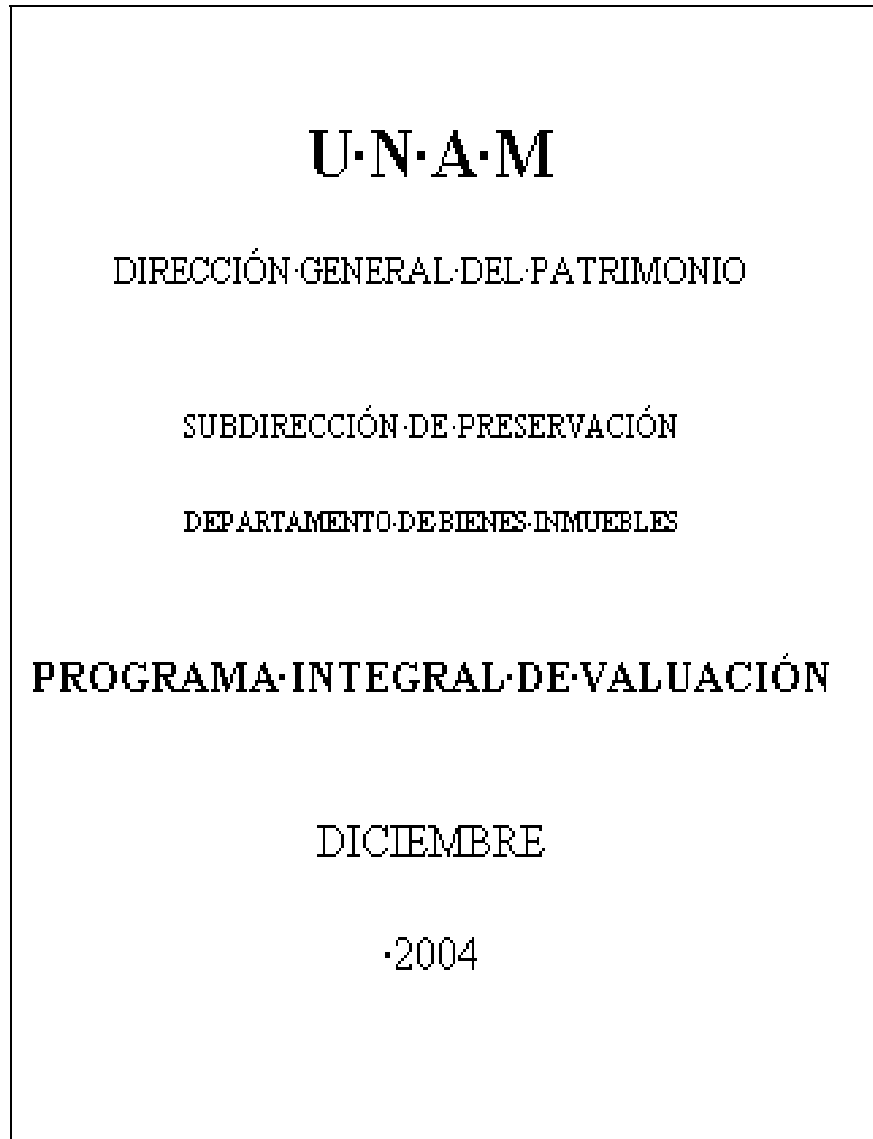 U·N·A·M
DIRECCIÓN·GENERAL·DEL·PATRIMONIO
SUBDIRECCIÓN·DE·PRESERVACIÓN
DEPARTAMENTO·DE·BIENES·INMUEBLES
PROGRAMA·INTEGRAL·DE·VALUACIÓN
DICIEMBRE
·2004